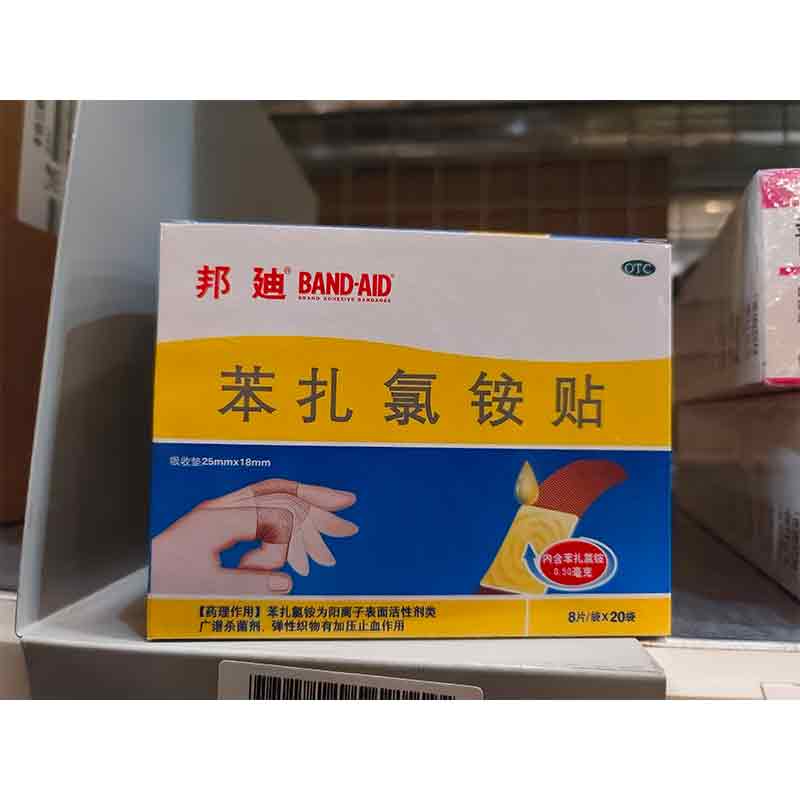 邦廸® BAND-AID®
BRAND ADHESIVE BANDAGES
OTC
苯扎氯铵贴
吸收垫25mmx18mm
内含苯扎氯铵
0.50毫克
【药理作用】苯扎氯铵为阳离子表面活性剂类
广谱杀菌剂，弹性织物有加压止血作用
8片/袋X20袋